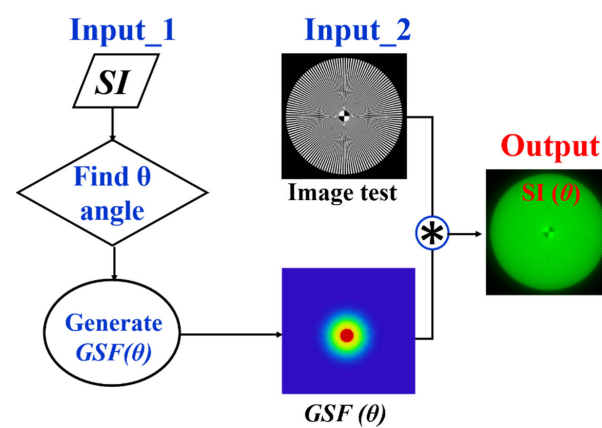 Input_1
SI
Find θ
angle
Generate
GSF(θ)
Input_2
Image test
GSF (θ)
*
Output
SI (θ)